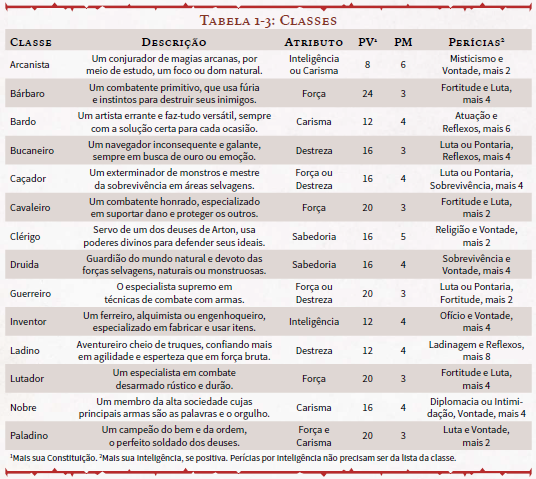 Tabela 1-3: Classes
Classe Descrição Atributo PV¹ PM Perícias²
Arcanista Um conjurador de magias arcanas, por meio de estudo, um foco ou dom natural. Inteligência ou Carisma 8 6 Misticismo e Vontade, mais 2
Bárbaro Um combatente primitivo, que usa fúria e instintos para destruir seus inimigos. Força 24 3 Fortitude e Luta, mais 4
Bardo Um artista errante e faz-tudo versátil, sempre com a solução certa para cada ocasião. Carisma 12 4 Atuação e Reflexos, mais 6
Bucaneiro Um navegador inconsequente e galante, sempre em busca de ouro ou emoção. Destreza 16 3 Luta ou Pontaria, Reflexos, mais 4
Caçador Um exterminador de monstros e mestre da sobrevivência em áreas selvagens. Força ou Destreza 16 4 Luta ou Pontaria, Sobrevivência, mais 4
Cavaleiro Um combatente honrado, especializado em suportar dano e proteger os outros. Força 20 3 Fortitude e Luta, mais 2
Clérigo Servo de um dos deuses de Arton, usa poderes divinos para defender seus ideais. Sabedoria 16 5 Religião e Vontade, mais 2
Druida Guardião do mundo natural e devoto das forças selvagens, naturais ou monstruosas. Sabedoria 16 4 Sobrevivência e Vontade, mais 4
Guerreiro O especialista supremo em técnicas de combate com armas. Força ou Destreza 20 3 Luta ou Pontaria, Fortitude, mais 2
Inventor Um ferreiro, alquimista ou engenhoqueiro, especializado em fabricar e usar itens. Inteligência 12 4 Ofício e Vontade, mais 4
Ladino Aventureiro cheio de truques, confiando mais em agilidade e esperteza que em força bruta. Destreza 12 4 Ladinagem e Reflexos, mais 8
Lutador Um especialista em combate desarmado rústico e durão. Força 20 3 Fortitude e Luta, mais 4
Nobre Um membro da alta sociedade cujas principais armas são as palavras e o orgulho. Carisma 16 4 Diplomacia ou Intimidação, Vontade, mais 4
Paladino Um campeão do bem e da ordem, o perfeito soldado dos deuses. Força e Carisma 20 3 Luta e Vontade, mais 2
¹Mais sua Constituição. ²Mais sua Inteligência, se positiva. Perícias por Inteligência não precisam ser da lista da classe.